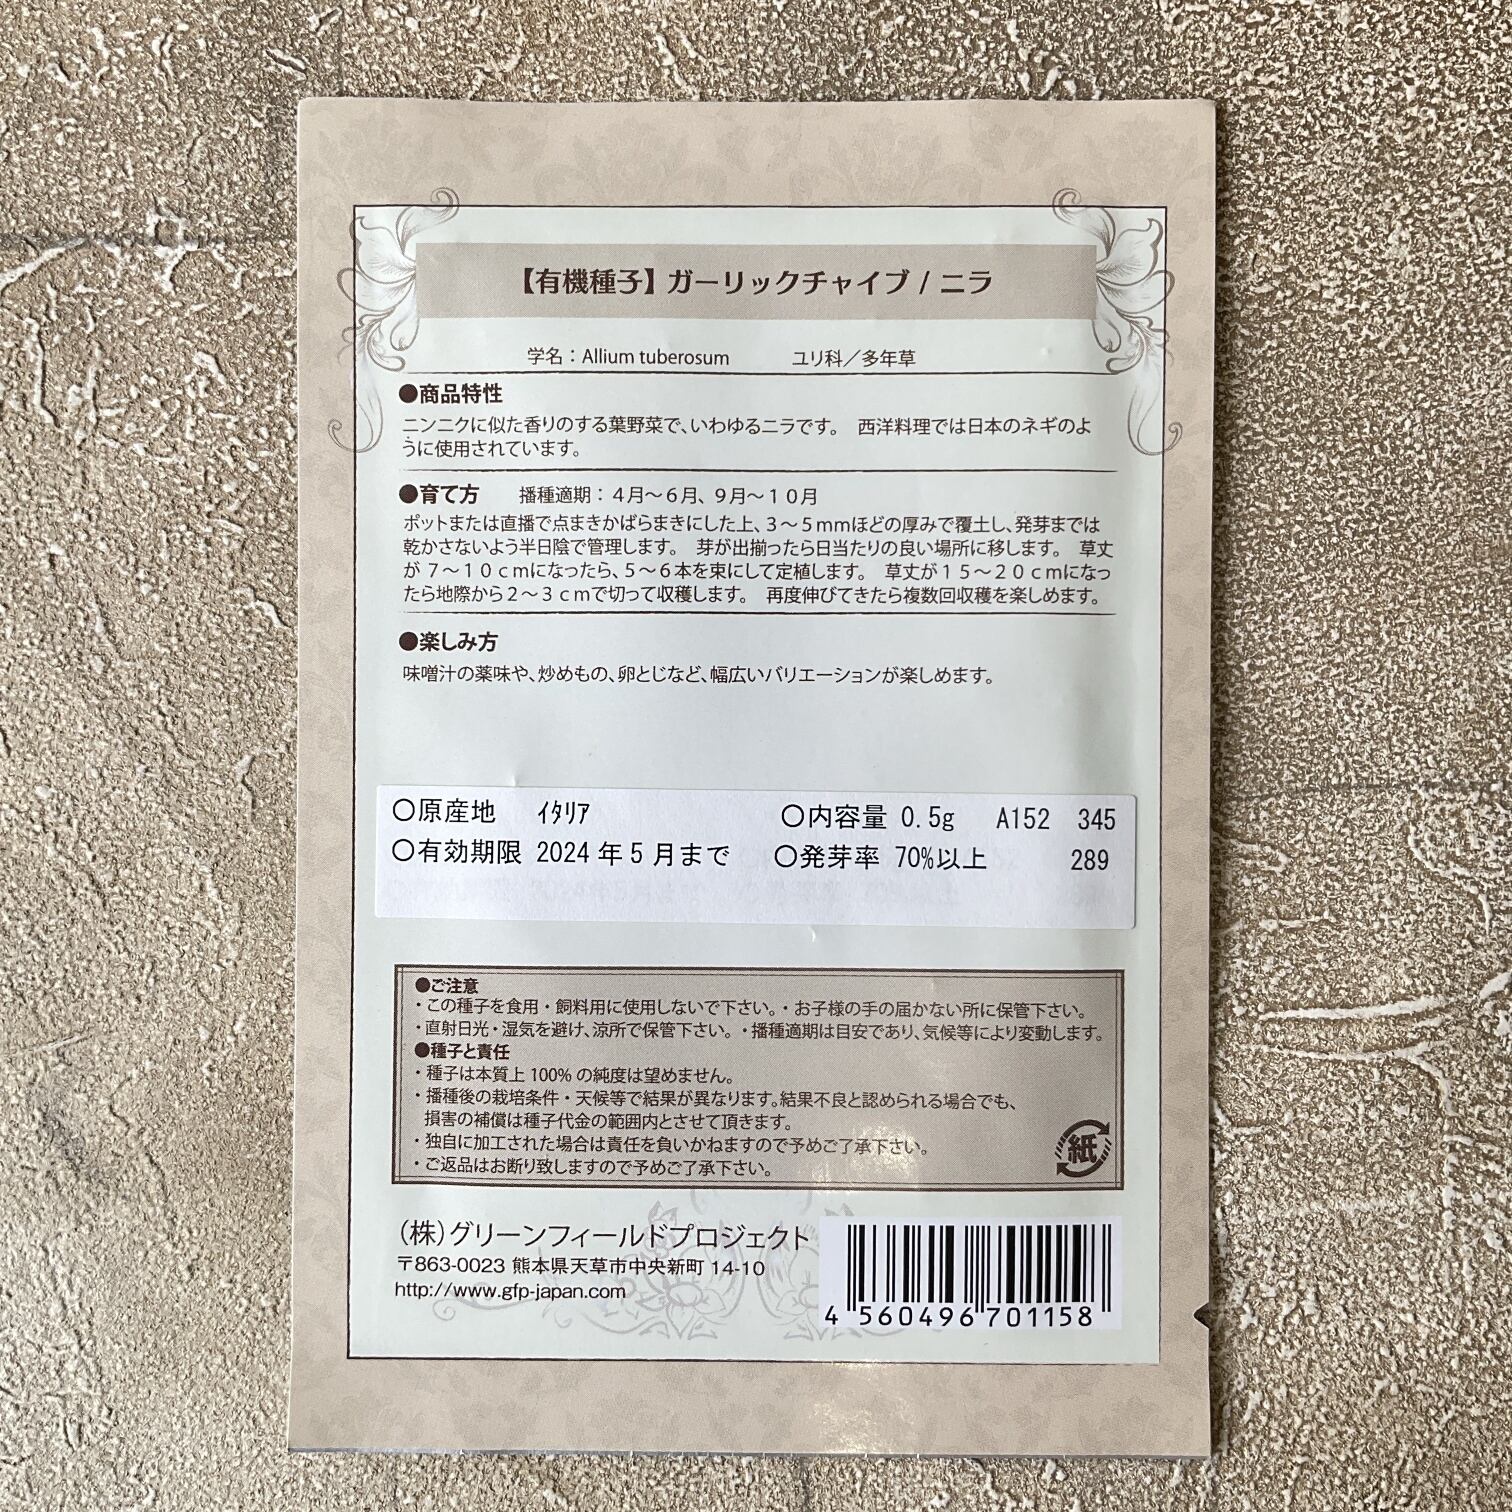 【有機種子】ガーリックチャイブ / ニラ
学名：Allium tuberosum　ユリ科／多年草
●商品特性
ニンニクに似た香りのする葉野菜で、いわゆるニラです。　西洋料理では日本のネギのよ
うに使用されています。
●育て方　播種適期：４月～６月、９月～１０月
ポットまたは直播で点まきかばらまきにした上、３～５mmほどの厚みで覆土し、発芽までは
乾かさないよう半日陰で管理します。　芽が出揃ったら日当たりの良い場所に移します。　草丈
が７～１０ｃｍになったら、５～６本を束にして定植します。　草丈が１５～２０ｃｍになっ
たら地際から２～３ｃｍで切って収穫します。　再度伸びてきたら複数回収穫を楽しめます。
●楽しみ方
味噌汁の薬味や、炒めもの、卵とじなど、幅広いバリエーションが楽しめます。
〇原産地　ｲﾀﾘｱ　〇内容量 0.5g　A152　345
〇有効期限 2024 年 5 月まで　〇発芽率 70%以上　289
●ご注意
・この種子を食用・飼料用に使用しないで下さい。・お子様の手の届かない所に保管下さい。
・直射日光・湿気を避け、涼所で保管下さい。・播種適期は目安であり、気候等により変動します。
●種子と責任
・種子は本質上 100% の純度は望めません。
・播種後の栽培条件・天候等で結果が異なります。結果不良と認められる場合でも、
損害の補償は種子代金の範囲内とさせて頂きます。
・独自に加工された場合は責任を負いかねますので予めご了承下さい。
・ご返品はお断り致しますので予めご了承下さい。
紙
（株）グリーンフィールドプロジェクト
〒863-0023 熊本県天草市中央新町 14-10
http://www.gfp-japan.com
4 560496 701158